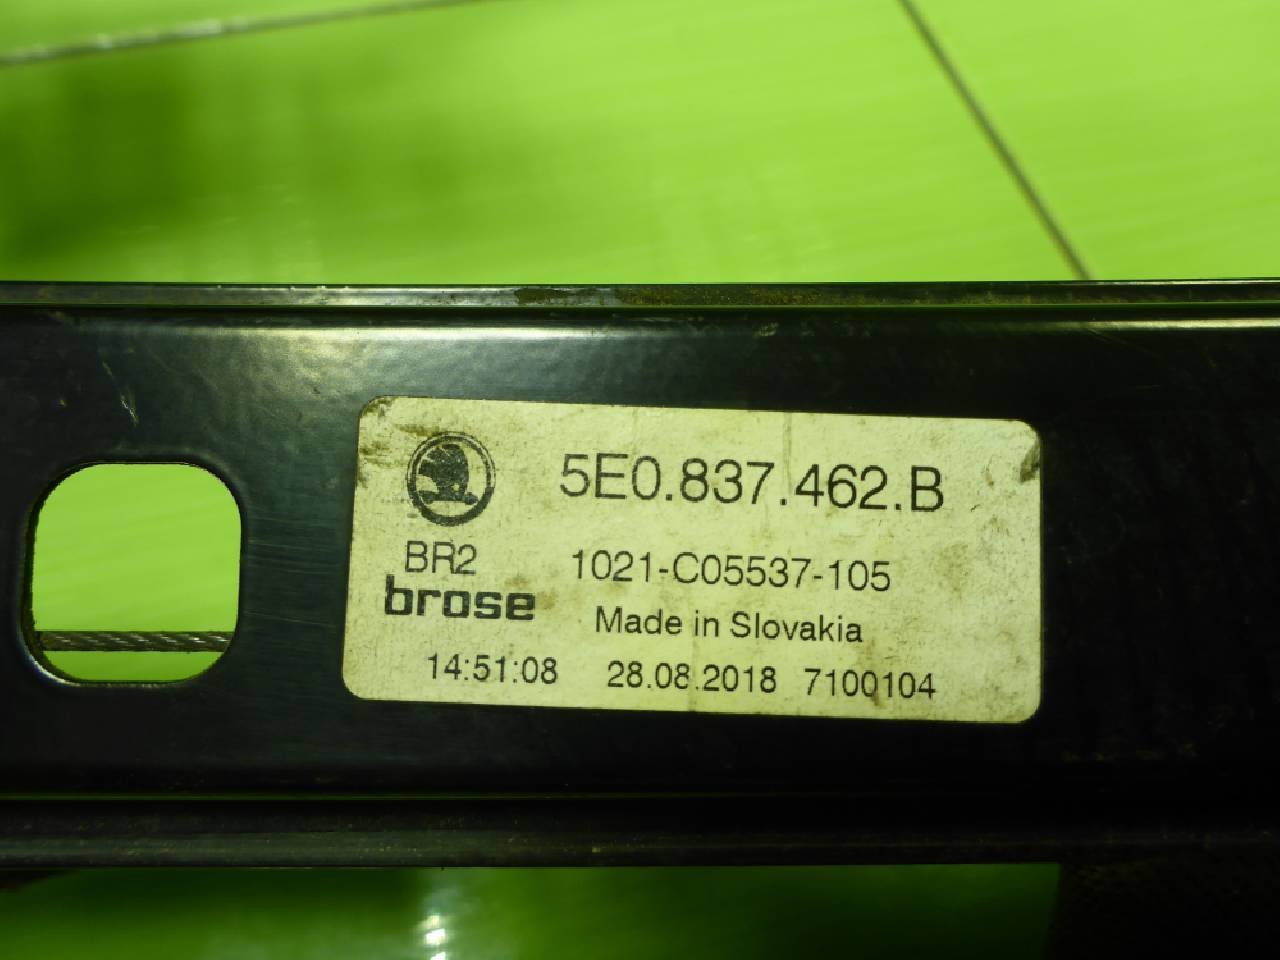 5E0.837.462.B
BR2 1021-C05537-105
brose Made in Slovakia
14:51:08 28.08.2018 7100104